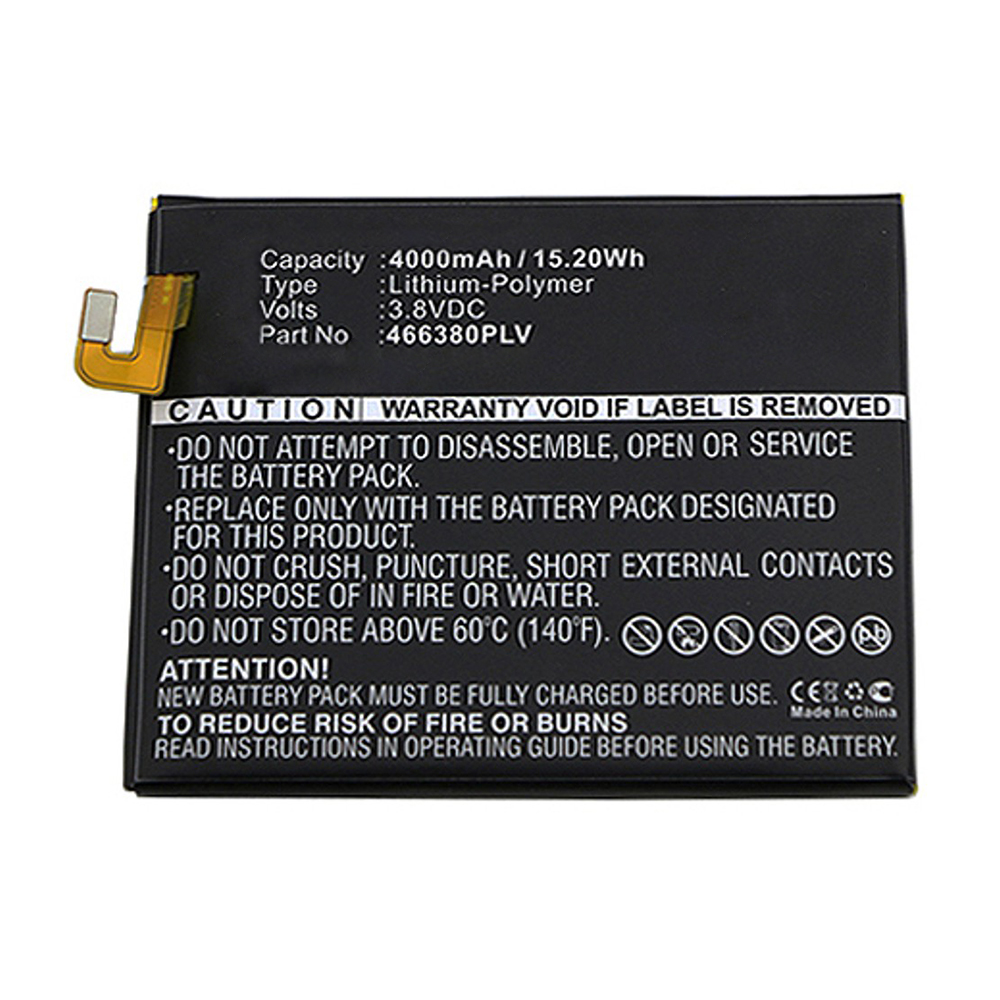 Capacity : 4000mAh / 15.20Wh
Type : Lithium-Polymer
Volts : 3.8VDC
Part No : 466380PLV
CAUTION WARRANTY VOID IF LABEL IS REMOVED
•DO NOT ATTEMPT TO DISASSEMBLE, OPEN OR SERVICE
THE BATTERY PACK.
•REPLACE ONLY WITH THE BATTERY PACK DESIGNATED
FOR THIS PRODUCT.
•DO NOT CRUSH, PUNCTURE, SHORT EXTERNAL CONTACTS
OR DISPOSE OF IN FIRE OR WATER.
•DO NOT STORE ABOVE 60°C (140°F).
Pb
ATTENTION!
NEW BATTERY PACK MUST BE FULLY CHARGED BEFORE USE.
CE
Made In China
TO REDUCE RISK OF FIRE OR BURNS
READ INSTRUCTIONS IN OPERATING GUIDE BEFORE USING THE BATTERY.